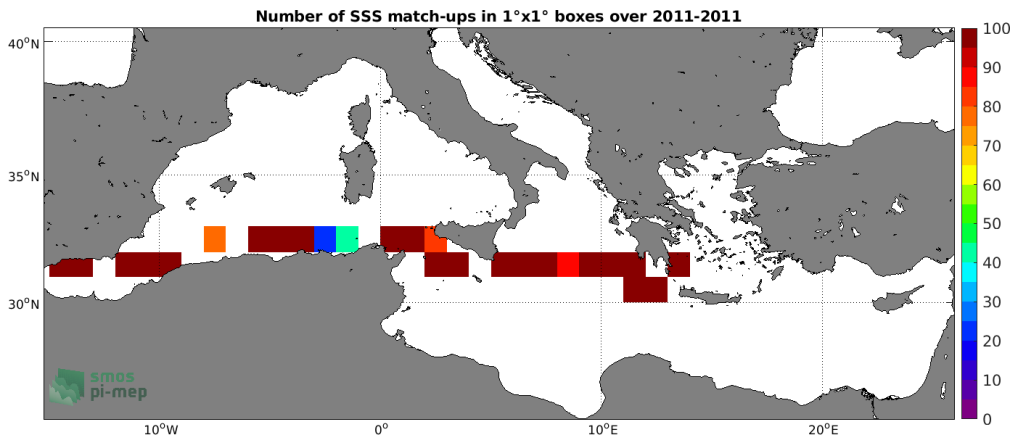 Number of SSS match-ups in 1°x1° boxes over 2011-2011
40°N
35°N
30°N
10°W
0°
10°E
20°E
100
90
80
70
60
50
40
30
20
10
0
smos
pi-mep